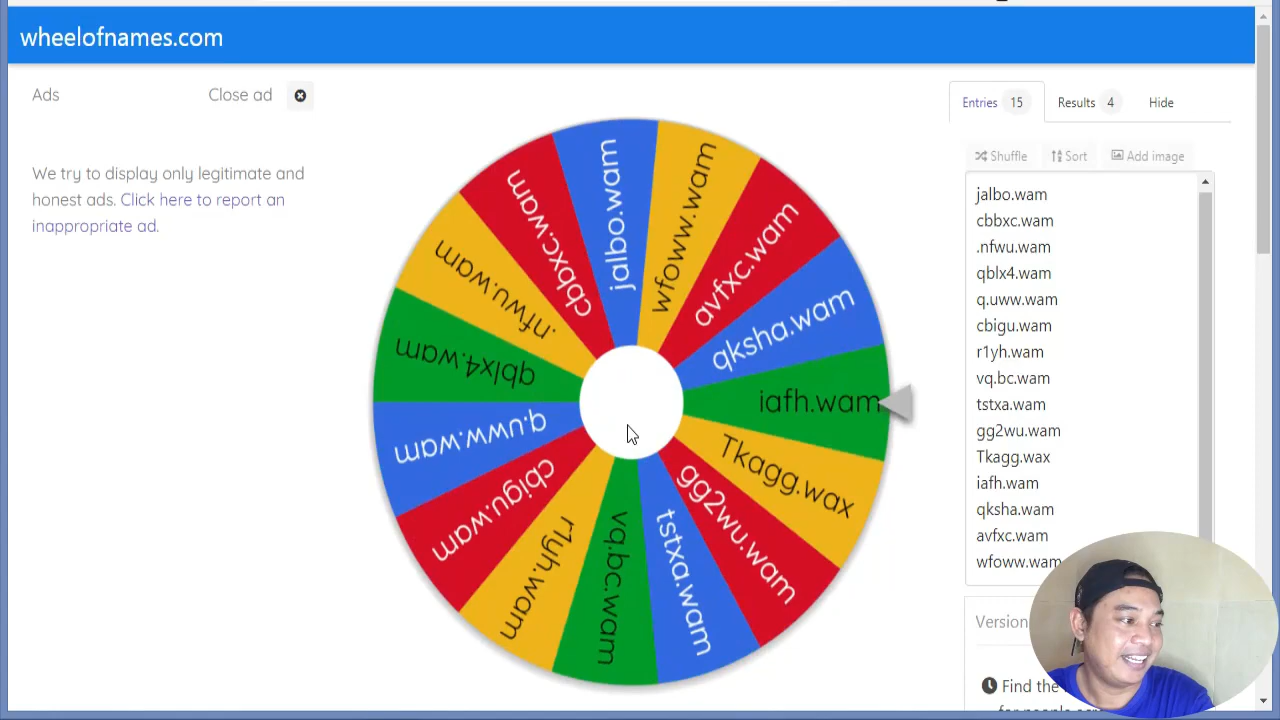 wheelofnames.com
Ads
Close ad
Entries 15
Results 4
Hide
We try to display only legitimate and
honest ads. Click here to report an
inappropriate ad.
Shuffle
Sort
Add image
jalbo.wam
cbbxc.wam
.nfwu.wam
qblx4.wam
q.uww.wam
cbigu.wam
r1yh.wam
vq.bc.wam
tstxa.wam
gg2wu.wam
Tkagg.wax
iafh.wam
qksha.wam
avfxc.wam
wfoww.wam
jalbo.wam
wfoww.wam
avfxc.wam
qksha.wam
iafh.wam
Tkagg.wax
gg2wu.wam
tstxa.wam
vq.bc.wam
r1yh.wam
cbigu.wam
q.uww.wam
qblx4.wam
.nfwu.wam
cbbxc.wam
Version
Find the